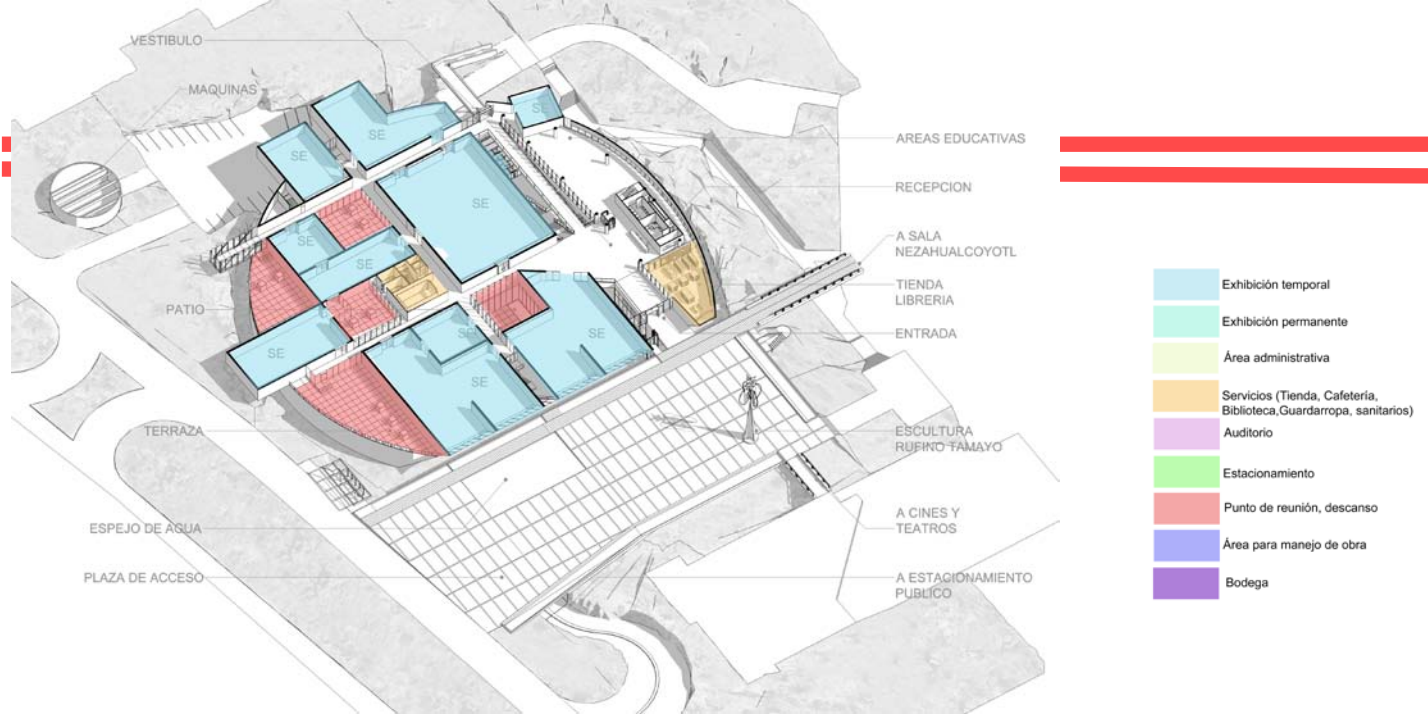 VESTIBULO
MAQUINAS
SE
SE
SE
SE
SE
SE
SE
SE
SE
SE
PATIO
TERRAZA
ESPEJO DE AGUA
PLAZA DE ACCESO
AREAS EDUCATIVAS
RECEPCION
A SALA
NEZAHUALCOYOTL
TIENDA
LIBRERIA
ENTRADA
ESCULTURA
RUFINO TAMAYO
A CINES Y
TEATROS
A ESTACIONAMIENTO
PUBLICO
Exhibición temporal
Exhibición permanente
Área administrativa
Servicios (Tienda, Cafetería,
Biblioteca,Guardarropa, sanitarios)
Auditorio
Estacionamiento
Punto de reunión, descanso
Área para manejo de obra
Bodega